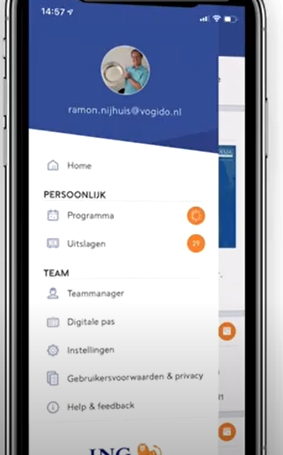 14:57
ramon.nijhuis@vogido.nl
Home
PERSOONLIJK
Programma
Uitslagen
29
TEAM
Teammanager
Digitale pas
Instellingen
Gebruikersvoorwaarden & privacy
Help & feedback
ING